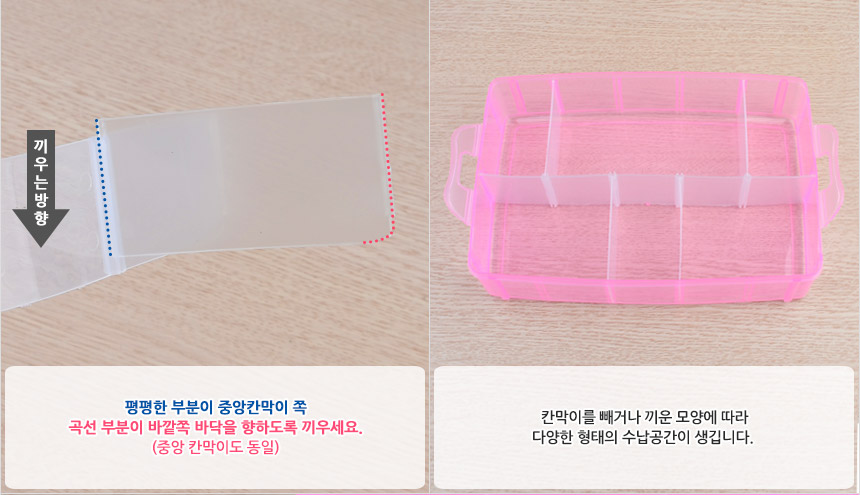 끼우는방향
평평한 부분이 중앙칸막이 쪽
곡선 부분이 바깥쪽 바닥을 향하도록 끼우세요.
(중앙 칸막이도 동일)
칸막이를 빼거나 끼운 모양에 따라
다양한 형태의 수납공간이 생깁니다.